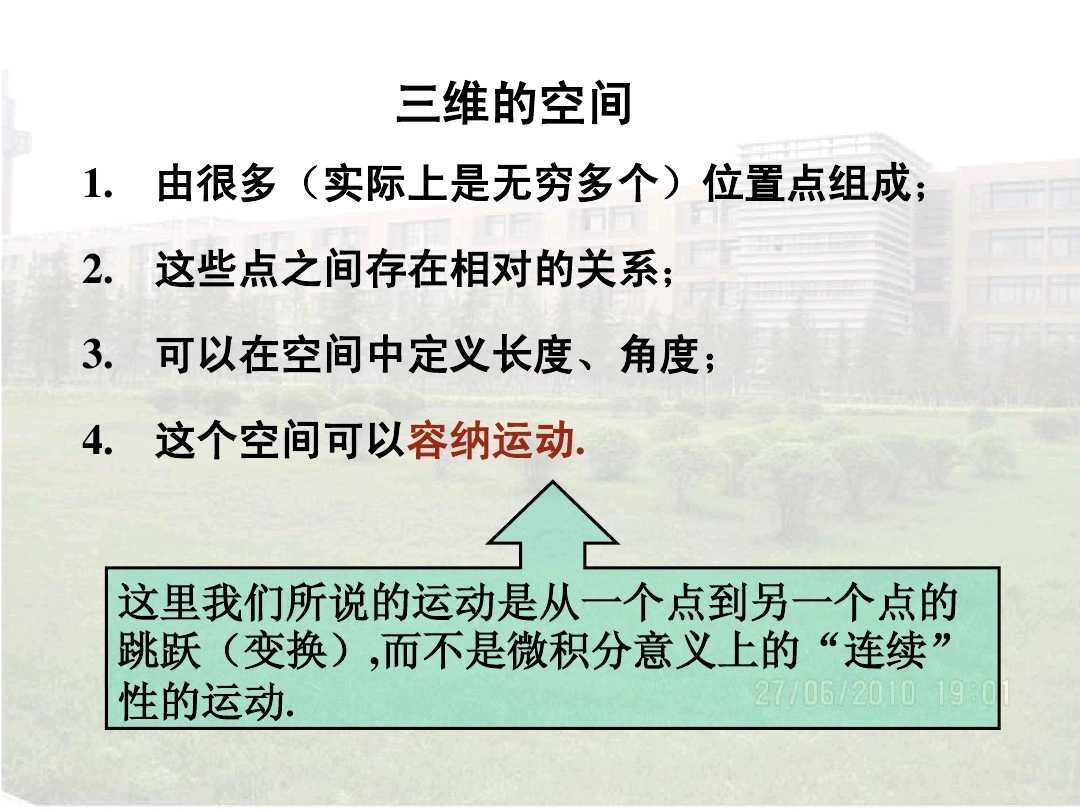 三维的空间
1. 由很多（实际上是无穷多个）位置点组成；
2. 这些点之间存在相对的关系；
3. 可以在空间中定义长度、角度；
4. 这个空间可以容纳运动.
这里我们所说的运动是从一个点到另一个点的
跳跃（变换）,而不是微积分意义上的“连续”
性的运动.
27/06/2010 19:01